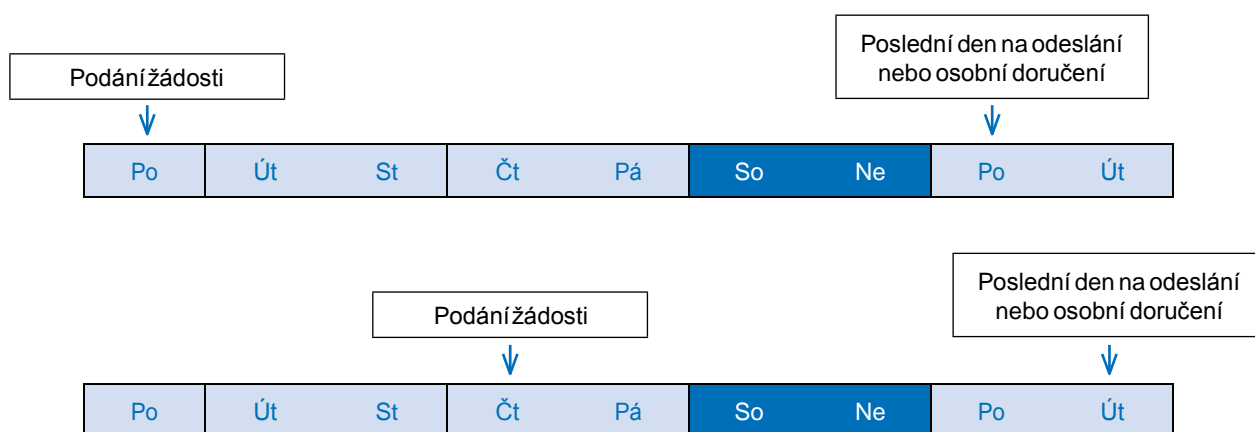 Poslední den na odeslání
nebo osobní doručení
Podání žádosti
Po Út St Čt Pá So Ne Po Út
Poslední den na odeslání
nebo osobní doručení
Podání žádosti
Po Út St Čt Pá So Ne Po Út